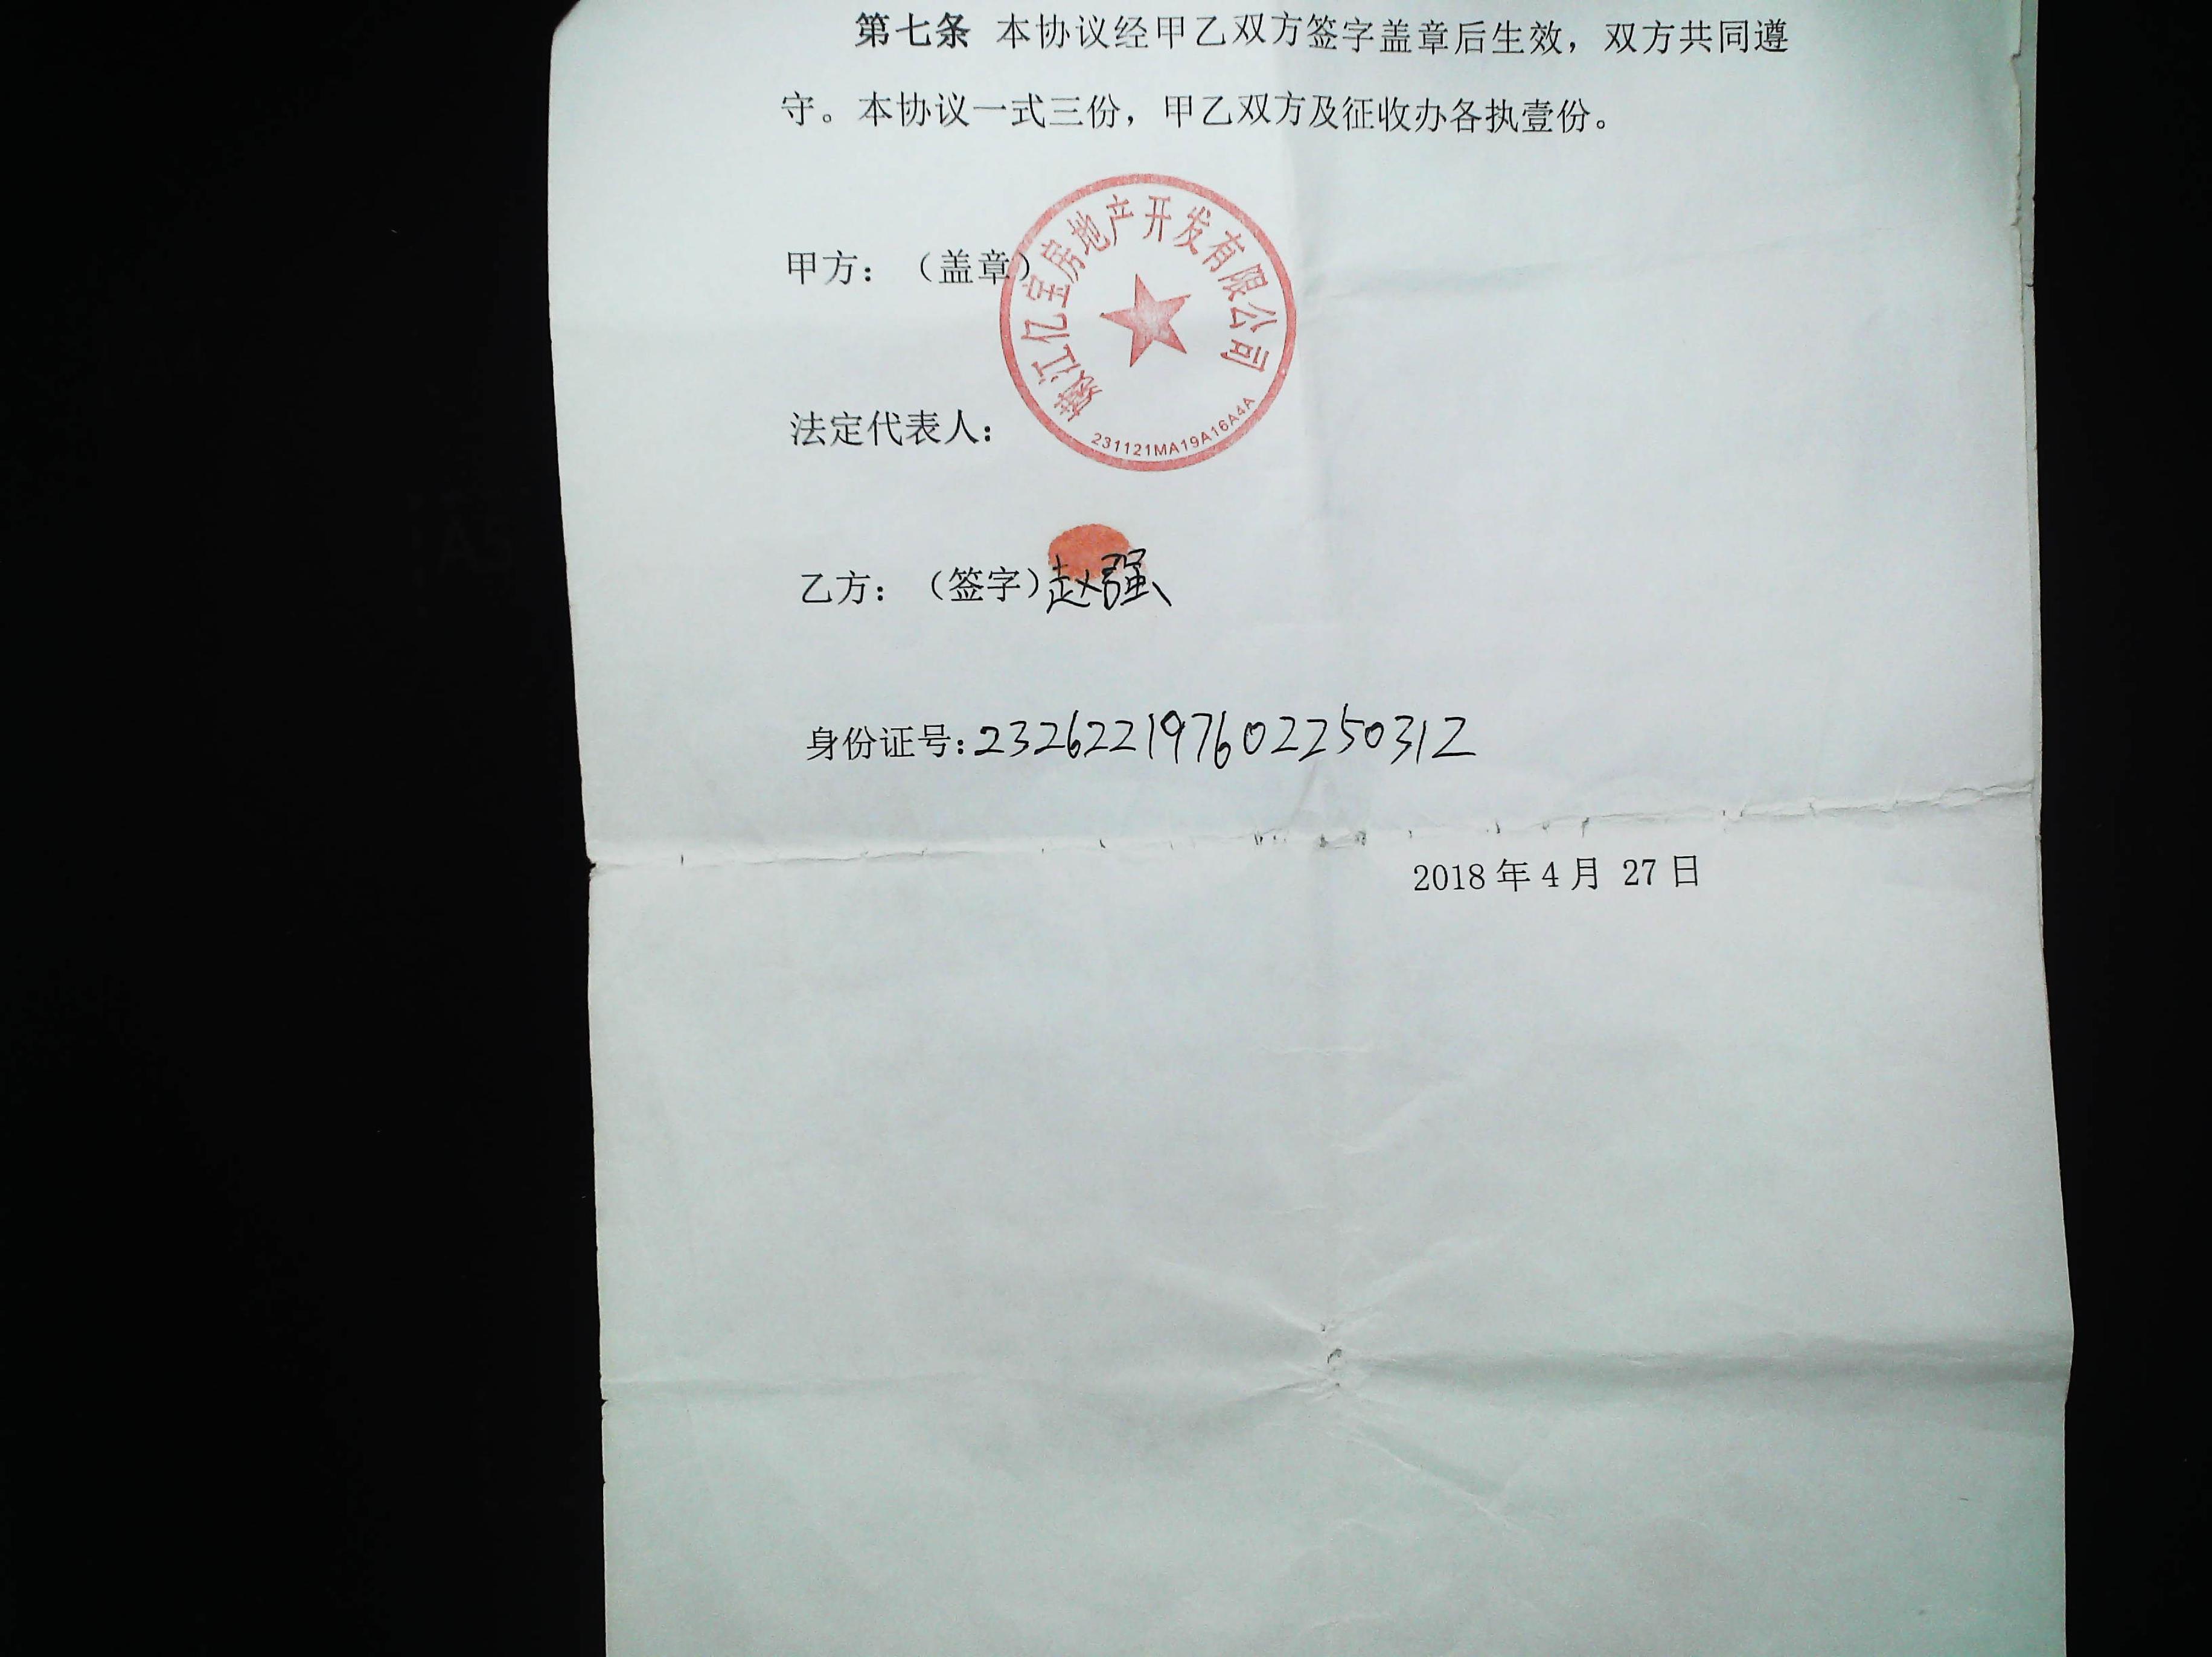 第七条 本协议经甲乙双方签字盖章后生效，双方共同遵
守。本协议一式三份，甲乙双方及征收办各执壹份。
甲方：（盖章）
嫩江亿宝房地产开发有限公司
231121MA19A16A4A
法定代表人：
乙方：（签字）赵强
身份证号：232622197602250312
2018年4月 27日